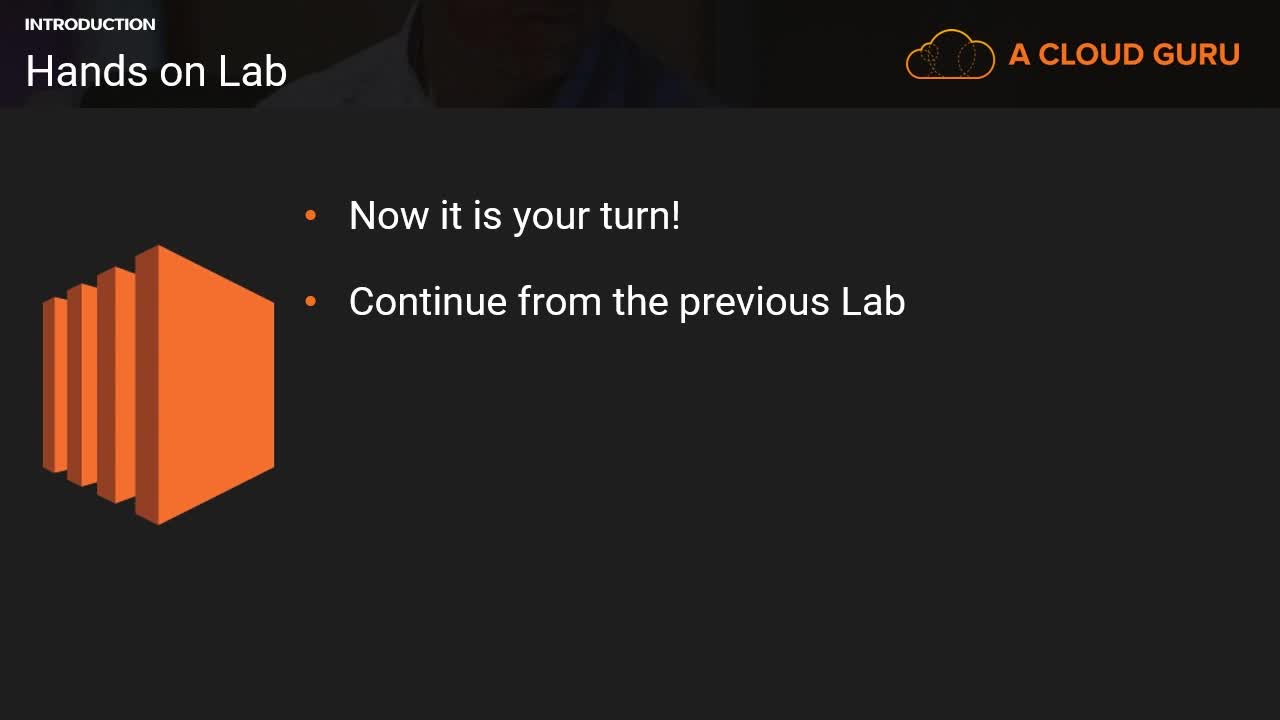 INTRODUCTION
Hands on Lab
A CLOUD GURU
• Now it is your turn!
• Continue from the previous Lab